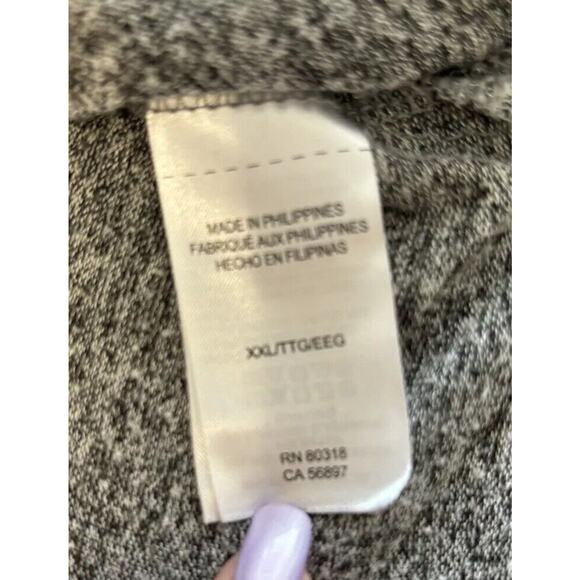 MADE IN PHILIPPINES
FABRIQUÉ AUX PHILIPPINES
HECHO EN FILIPINAS
XXL/TTG/EEG
RN 80318
CA 56897